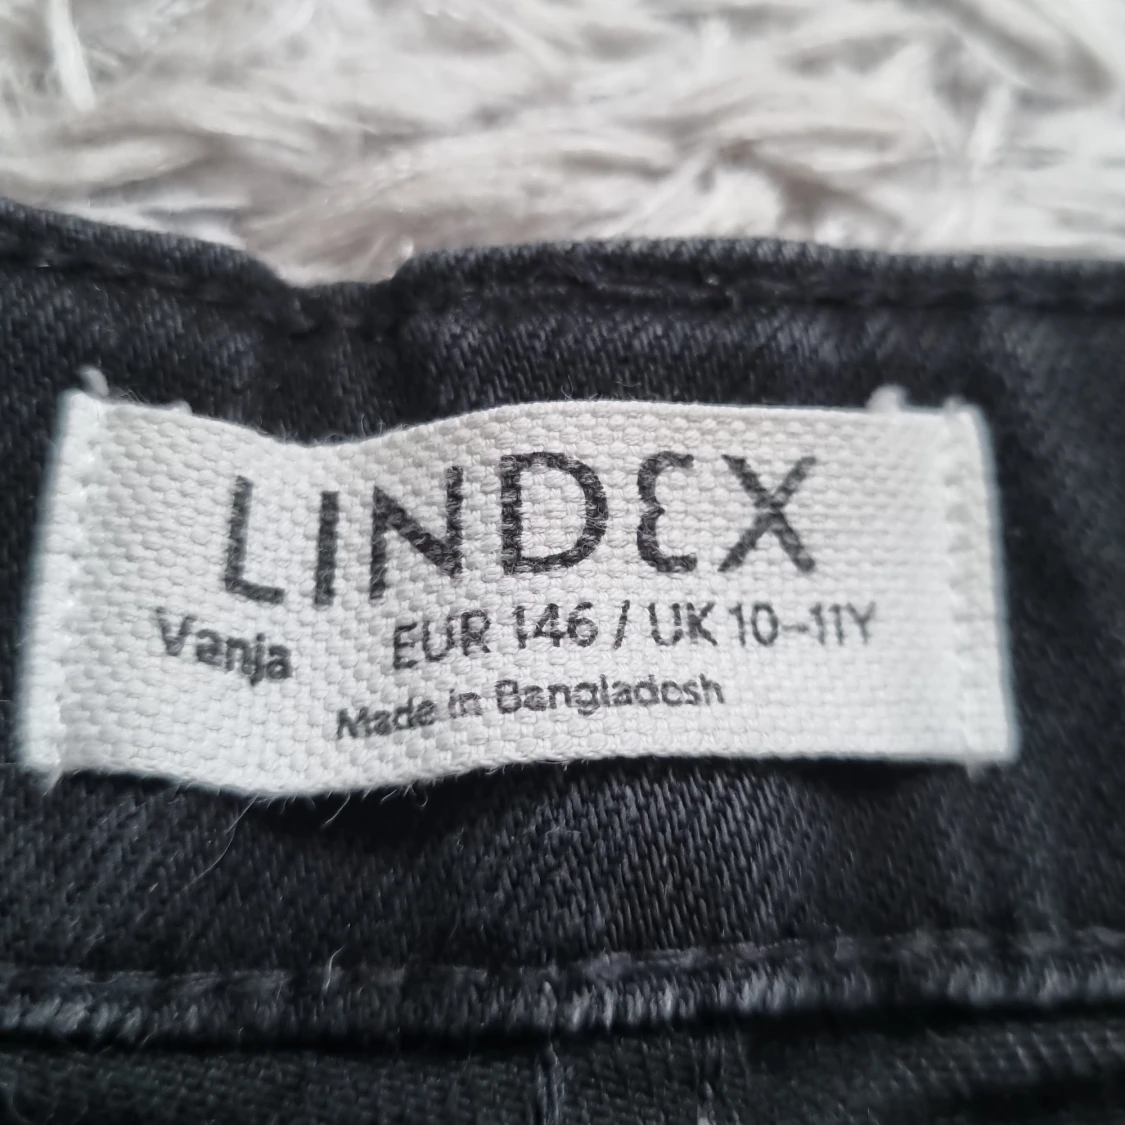 LINDEX
Vanja EUR 146 / UK 10-11Y
Made in Bangladesh